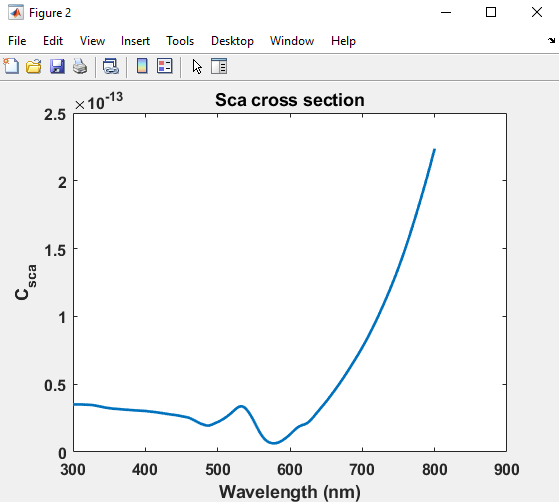 Figure 2
File Edit View Insert Tools Desktop Window Help
Sca cross section
×10-13
2.5
2
1.5
1
0.5
0
Csca
300 400 500 600 700 800 900
Wavelength (nm)